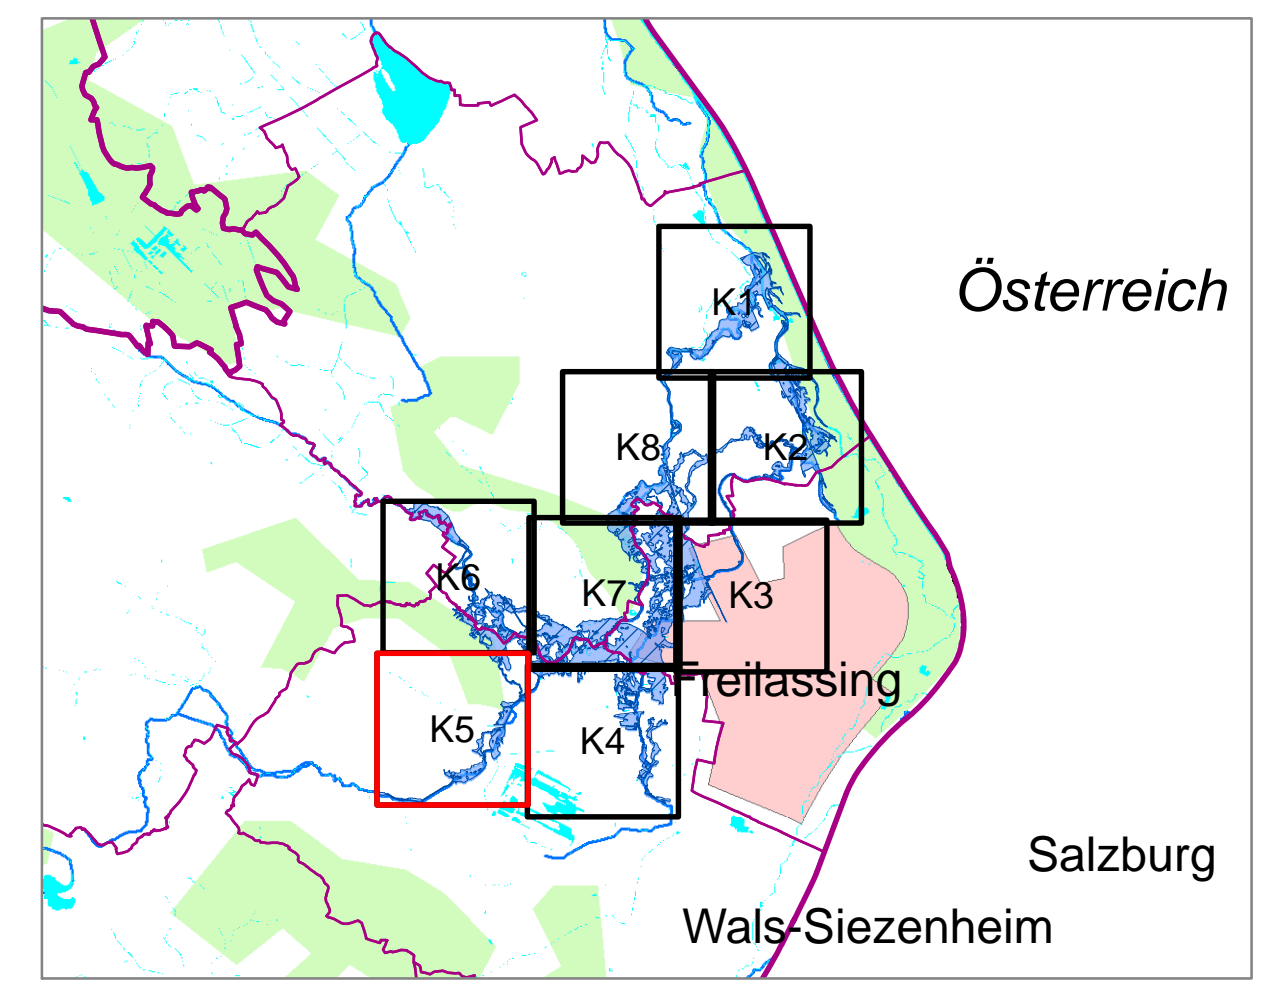 Österreich
K1
K8
K2
K6
K7
K3
Freilassing
K5
K4
Salzburg
Wals-Siezenheim